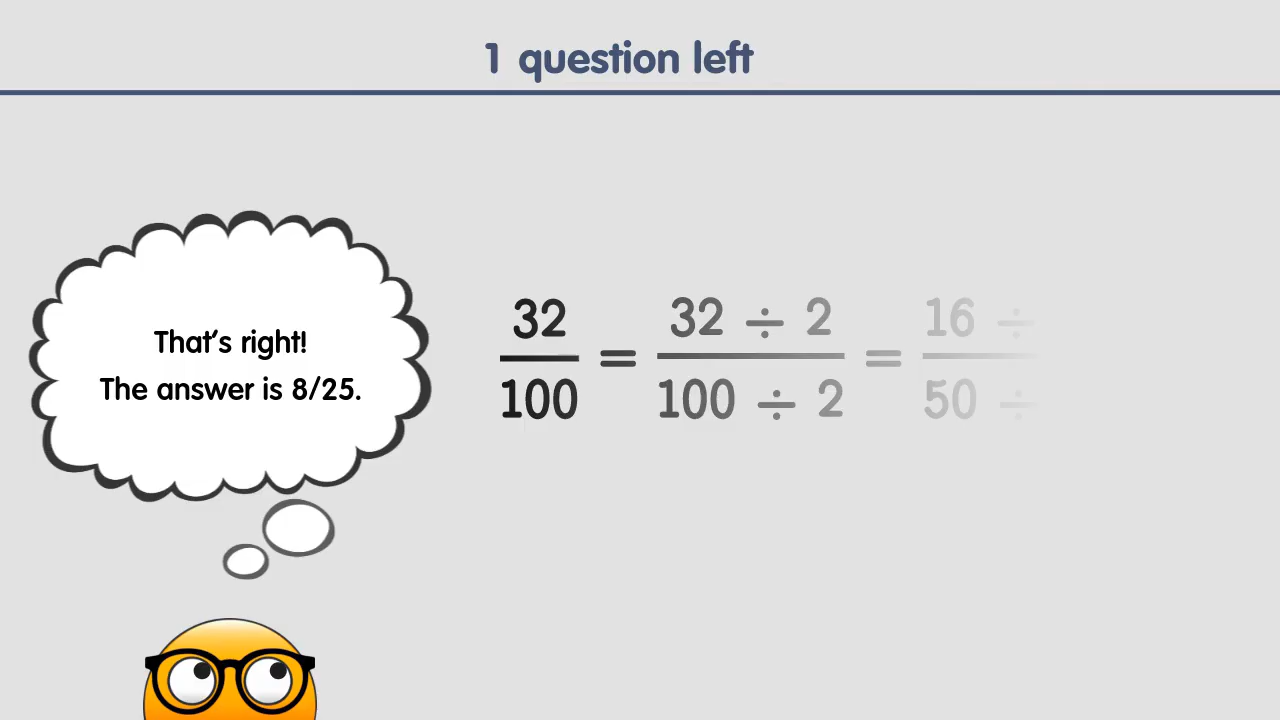 1 question left
That's right!
The answer is 8/25.
32/100 = 32 ÷ 2/100 ÷ 2 = 16 ÷/50 ÷